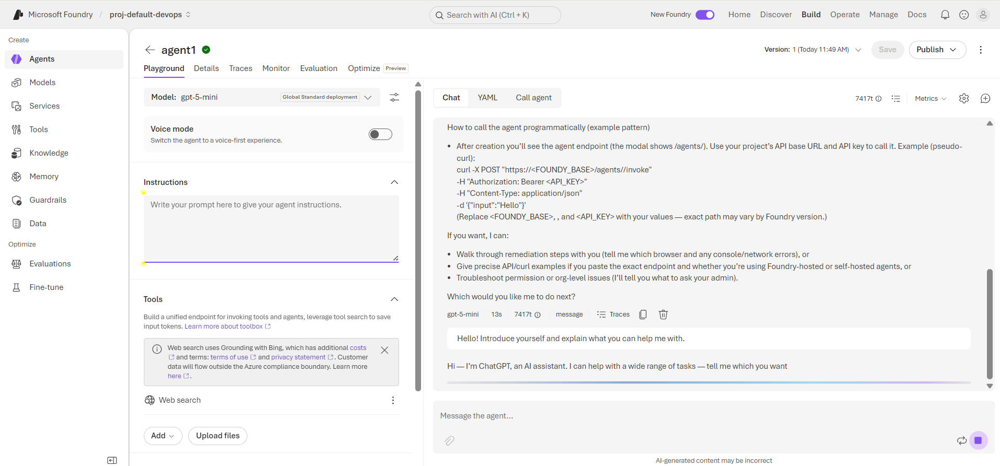 Microsoft Foundry / proj-default-devops
Search with AI (Ctrl + K)
New Foundry
Home
Discover
Build
Operate
Manage
Docs
Create
Agents
Models
Services
Tools
Knowledge
Memory
Guardrails
Data
Optimize
Evaluations
Fine-tune
agent1
Version: 1 (Today 11:49 AM)
Save
Publish
Playground
Details
Traces
Monitor
Evaluation
Optimize
Preview
Model: gpt-5-mini
Global Standard deployment
Voice mode
Switch the agent to a voice-first experience.
Instructions
Write your prompt here to give your agent instructions.
Tools
Build a unified endpoint for invoking tools and agents, leverage tool search to save
input tokens. Learn more about toolbox
Web search uses Grounding with Bing, which has additional costs
and terms: terms of use and privacy statement . Customer
data will flow outside the Azure compliance boundary. Learn more
here .
Web search
Add
Upload files
Chat
YAML
Call agent
7417t
Metrics
How to call the agent programmatically (example pattern)
• After creation you’ll see the agent endpoint (the modal shows /agents/). Use your project’s API base URL and API key to call it. Example (pseudo-
curl):
curl -X POST "https://<FOUNDY_BASE>/agents//invoke"
-H "Authorization: Bearer <API_KEY>"
-H "Content-Type: application/json"
-d '{"input":"Hello"}'
(Replace <FOUNDY_BASE>, , and <API_KEY> with your values — exact path may vary by Foundry version.)
If you want, I can:
• Walk through remediation steps with you (tell me which browser and any console/network errors), or
• Give precise API/curl examples if you paste the exact endpoint and whether you’re using Foundry-hosted or self-hosted agents, or
• Troubleshoot permission or org-level issues (I’ll tell you what to ask your admin).
Which would you like me to do next?
gpt-5-mini
13s
7417t
message
Traces
Hello! Introduce yourself and explain what you can help me with.
Hi — I’m ChatGPT, an AI assistant. I can help with a wide range of tasks — tell me which you want
Message the agent...
AI-generated content may be incorrect